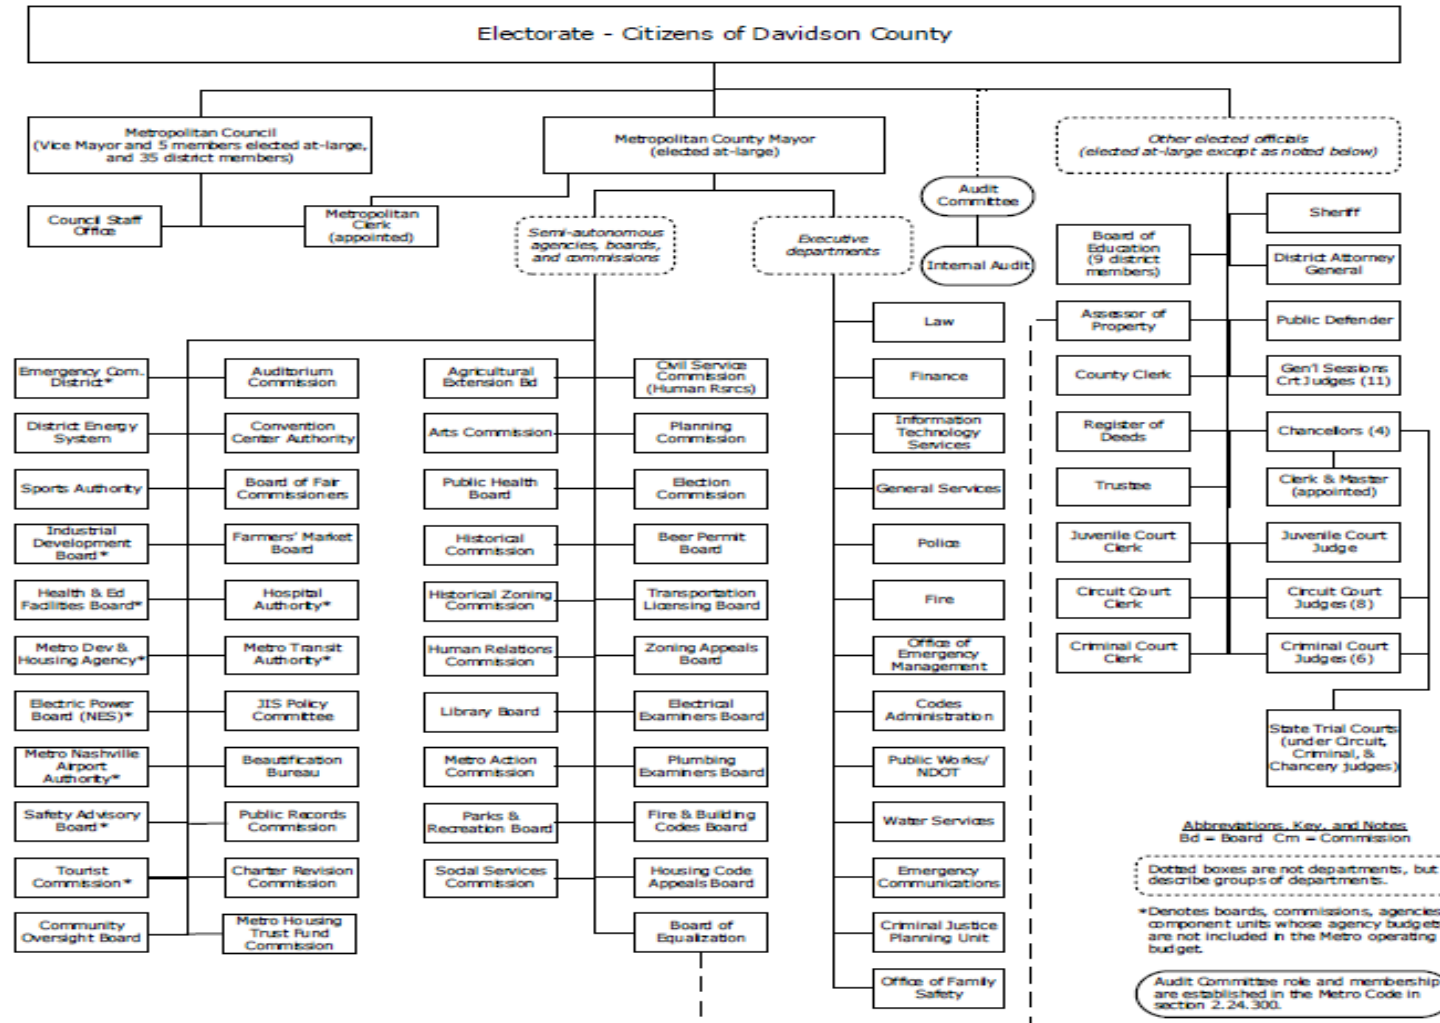 Electorate - Citizens of Davidson County
Metropolitan Council
(Vice Mayor and 5 members elected at-large,
and 35 district members)
Metropolitan County Mayor
(elected at-large)
Other elected officials
(elected at-large except as noted below)
Council Staff
Office
Metropolitan
Clerk
(appointed)
Semi-autonomous
agencies, boards,
and commissions
Executive
departments
Audit
Committee
Internal Audit
Board of
Education
(9 district
members)
Sheriff
District Attorney
General
Assessor of
Property
Public Defender
County Clerk
Gen'l Sessions
Crt Judges (11)
Register of
Deeds
Chancellors (4)
Trustee
Clerk & Master
(appointed)
Juvenile Court
Clerk
Juvenile Court
Judge
Circuit Court
Clerk
Circuit Court
Judges (8)
Criminal Court
Clerk
Criminal Court
Judges (6)
State Trial Courts
(under Circuit,
Criminal, &
Chancery judges)
Emergency Com.
District*
Auditorium
Commission
District Energy
System
Convention
Center Authority
Sports Authority
Board of Fair
Commissioners
Industrial
Development
Board*
Farmers' Market
Board
Health & Ed
Facilities Board*
Hospital
Authority*
Metro Dev &
Housing Agency*
Metro Transit
Authority*
Electric Power
Board (NES)*
JIS Policy
Committee
Metro Nashville
Airport
Authority*
Beautification
Bureau
Safety Advisory
Board*
Public Records
Commission
Tourist
Commission*
Charter Revision
Commission
Community
Oversight Board
Metro Housing
Trust Fund
Commission
Agricultural
Extension Bd
Civil Service
Commission
(Human Rsrcs)
Arts Commission
Planning
Commission
Public Health
Board
Election
Commission
Historical
Commission
Beer Permit
Board
Historical Zoning
Commission
Transportation
Licensing Board
Human Relations
Commission
Zoning Appeals
Board
Library Board
Electrical
Examiners Board
Metro Action
Commission
Plumbing
Examiners Board
Parks &
Recreation Board
Fire & Building
Codes Board
Social Services
Commission
Housing Code
Appeals Board
Board of
Equalization
Law
Finance
Information
Technology
Services
General Services
Police
Fire
Office of
Emergency
Management
Codes
Administration
Public Works/
NDOT
Water Services
Emergency
Communications
Criminal Justice
Planning Unit
Office of Family
Safety
Abbreviations, Key, and Notes
Bd = Board Cm = Commission
Dotted boxes are not departments, but
describe groups of departments.
*Denotes boards, commissions, agencies
component units whose agency budgets
are not included in the Metro operating
budget.
Audit Committee role and membership
are established in the Metro Code in
section 2.24.300.